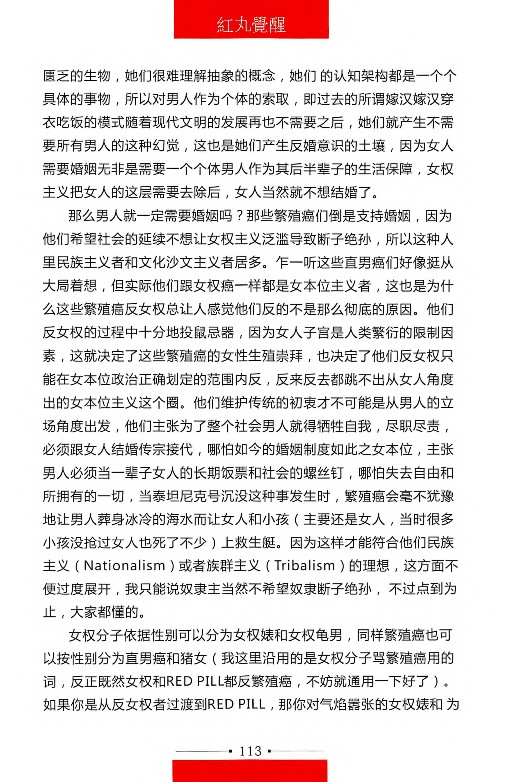 紅丸覺醒
匮乏的生物，她们很难理解抽象的概念，她们 的认知架构都是一个个
具体的事物，所以对男人作为个体的索取，即过去的所谓嫁汉嫁汉穿
衣吃饭的模式随着现代文明的发展再也不需要之后，她们就产生不需
要所有男人的这种幻觉，这也是她们产生反婚意识的土壤，因为女人
需要婚姻无非是需要一个个体男人作为其后半辈子的生活保障，女权
主义把女人的这层需要去除后，女人当然就不想结婚了。
那么男人就一定需要婚姻吗？那些繁殖癌们倒是支持婚姻，因为
他们希望社会的延续不想让女权主义泛滥导致断子绝孙，所以这种人
里民族主义者和文化沙文主义者居多。乍一听这些直男癌们好像挺从
大局着想，但实际他们跟女权癌一样都是女本位主义者，这也是为什
么这些繁殖癌反女权总让人感觉他们反的不是那么彻底的原因。他们
反女权的过程中十分地投鼠忌器，因为女人子宫是人类繁衍的限制因
素，这就决定了这些繁殖癌的女性生殖崇拜，也决定了他们反女权只
能在女本位政治正确划定的范围内反，反来反去都跳不出从女人角度
出的女本位主义这个圈。他们维护传统的初衷才不可能是从男人的立
场角度出发，他们主张为了整个社会男人就得牺牲自我，尽职尽责，
必须跟女人结婚传宗接代，哪怕如今的婚姻制度如此之女本位，主张
男人必须当一辈子女人的长期饭票和社会的螺丝钉，哪怕失去自由和
所拥有的一切，当泰坦尼克号沉没这种事发生时，繁殖癌会毫不犹豫
地让男人葬身冰冷的海水而让女人和小孩（主要还是女人，当时很多
小孩没抢过女人也死了不少）上救生艇。因为这样才能符合他们民族
主义（Nationalism）或者族群主义（Tribalism）的理想，这方面不
便过度展开，我只能说奴隶主当然不希望奴隶断子绝孙， 不过点到为
止，大家都懂的。
女权分子依据性别可以分为女权婊和女权龟男，同样繁殖癌也可
以按性别分为直男癌和猪女（我这里沿用的是女权分子骂繁殖癌用的
词，反正既然女权和RED PILL都反繁殖癌，不妨就通用一下好了）。
如果你是从反女权者过渡到RED PILL，那你对气焰嚣张的女权婊和 为
113